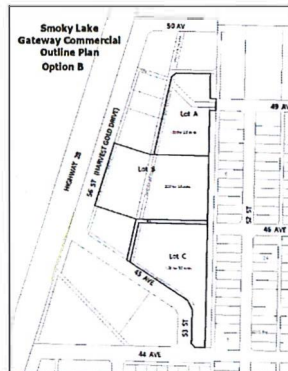 Smoky Lake
Gateway Commercial
Outline Plan
Option B
50 AV
49 AV
Lot A
HIGHWAY 28
56 ST (HARVEST GOLD DRIVE)
Lot B
52 ST
46 AVE
Lot C
45 AVE
53 ST
44 AVE